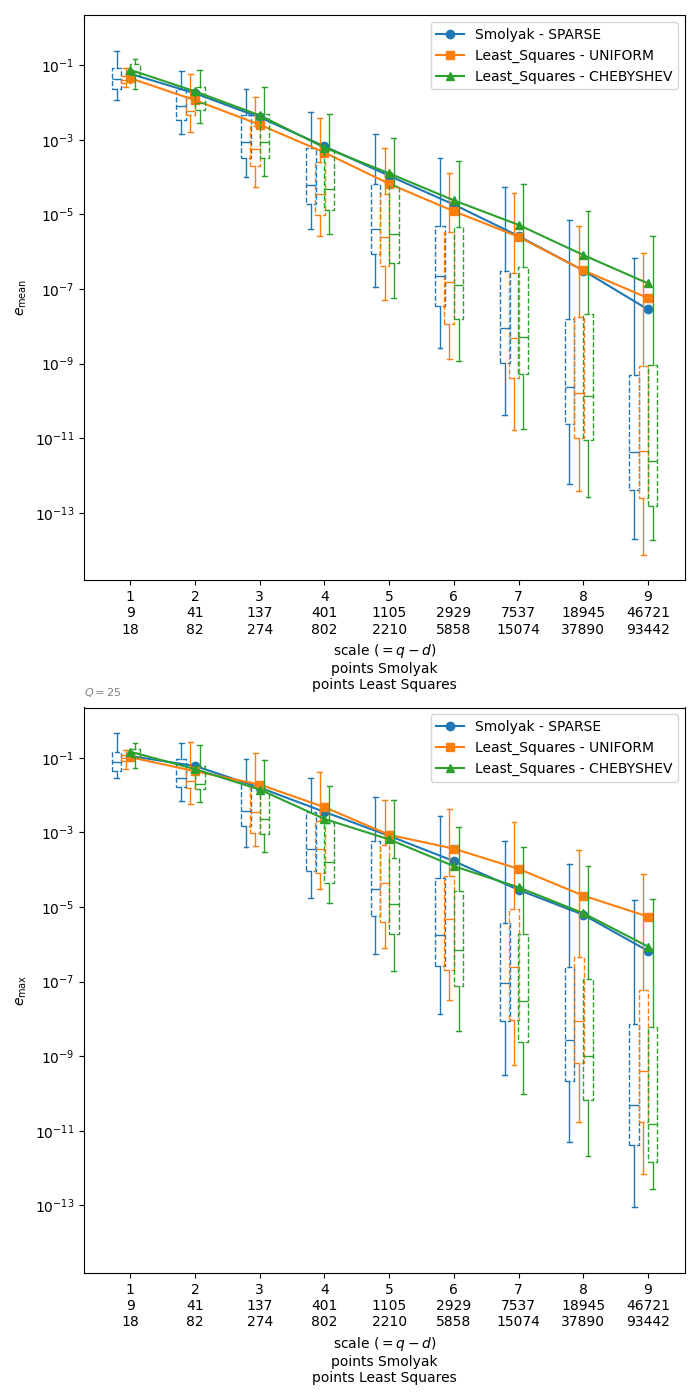 Smolyak - SPARSE
Least_Squares - UNIFORM
Least_Squares - CHEBYSHEV
10⁻¹
10⁻³
10⁻⁵
10⁻⁷
10⁻⁹
10⁻¹¹
10⁻¹³
e_mean
1 2 3 4 5 6 7 8 9
9 41 137 401 1105 2929 7537 18945 46721
18 82 274 802 2210 5858 15074 37890 93442
scale (= q − d)
points Smolyak
points Least Squares
Q = 25
Smolyak - SPARSE
Least_Squares - UNIFORM
Least_Squares - CHEBYSHEV
10⁻¹
10⁻³
10⁻⁵
10⁻⁷
10⁻⁹
10⁻¹¹
10⁻¹³
e_max
1 2 3 4 5 6 7 8 9
9 41 137 401 1105 2929 7537 18945 46721
18 82 274 802 2210 5858 15074 37890 93442
scale (= q − d)
points Smolyak
points Least Squares